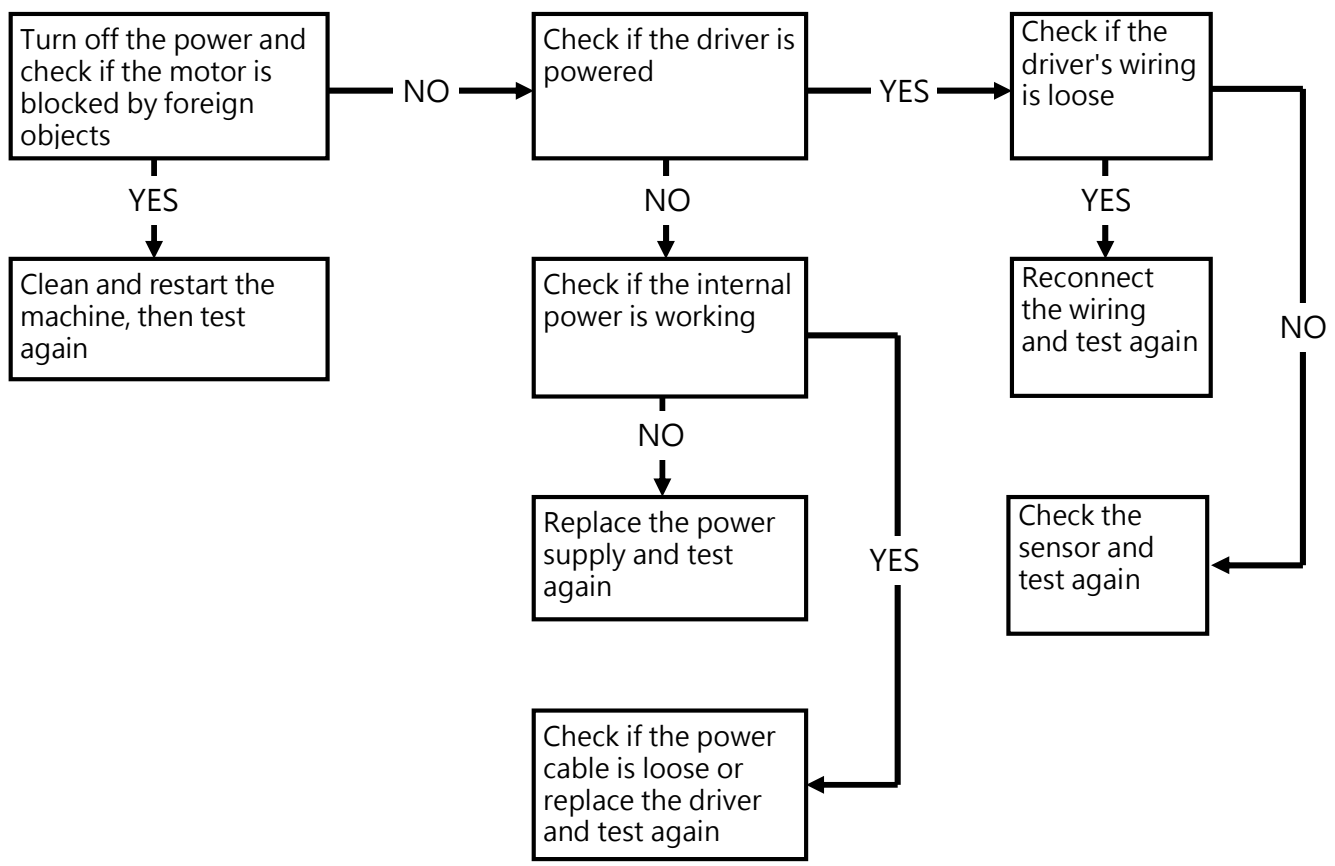 Turn off the power and
check if the motor is
blocked by foreign
objects
NO
Check if the driver is
powered
YES
Check if the
driver's wiring
is loose
YES
NO
YES
NO
Clean and restart the
machine, then test
again
Check if the internal
power is working
Reconnect
the wiring
and test again
NO
YES
Replace the power
supply and test
again
Check the
sensor and
test again
Check if the power
cable is loose or
replace the driver
and test again